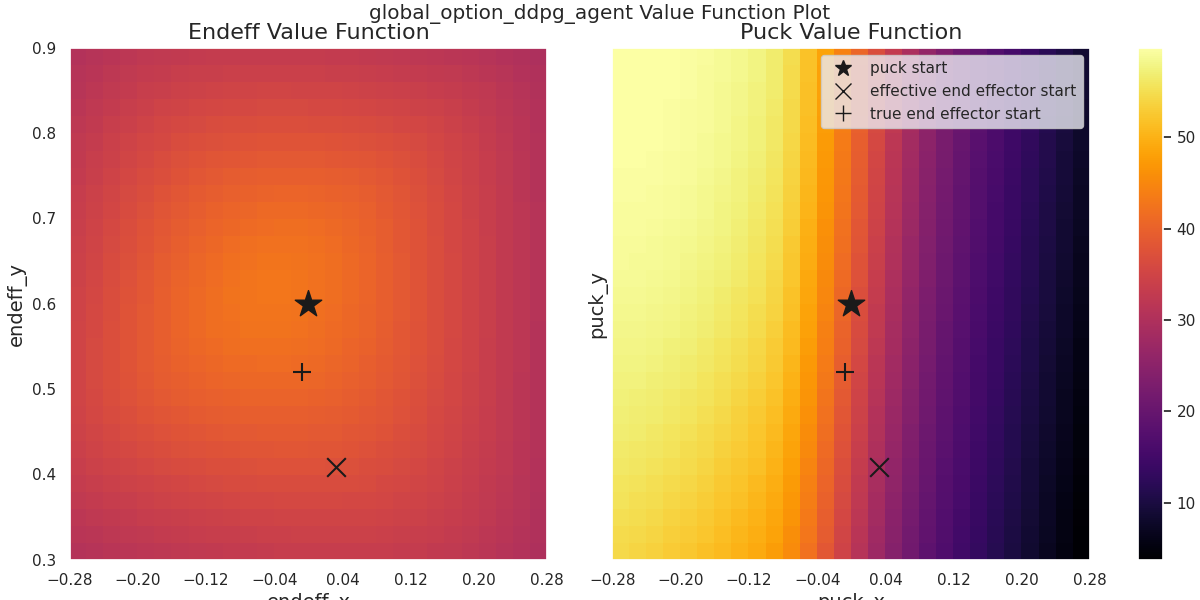 global_option_ddpg_agent Value Function Plot
Endeff Value Function
Puck Value Function
puck start
effective end effector start
true end effector start
endeff_y
0.9
0.8
0.7
0.6
0.5
0.4
0.3
−0.28 −0.20 −0.12 −0.04 0.04 0.12 0.20 0.28
endeff_x
puck_y
−0.28 −0.20 −0.12 −0.04 0.04 0.12 0.20 0.28
puck_x
50
40
30
20
10